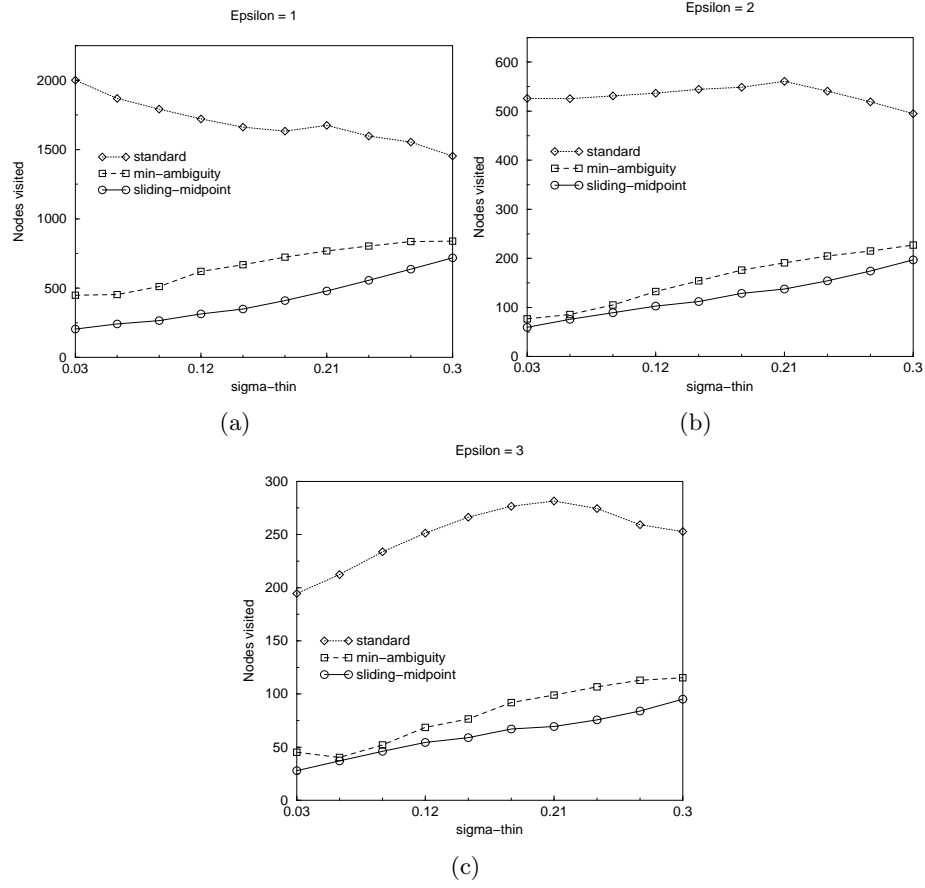 Epsilon = 1
2000
1500
1000
500
0
Nodes visited
standard
min-ambiguity
sliding-midpoint
0.03
0.12
0.21
0.3
sigma-thin
(a)
Epsilon = 2
600
500
400
300
200
100
0
Nodes visited
standard
min-ambiguity
sliding-midpoint
0.03
0.12
0.21
0.3
sigma-thin
(b)
Epsilon = 3
300
250
200
150
100
50
0
Nodes visited
standard
min-ambiguity
sliding-midpoint
0.03
0.12
0.21
0.3
sigma-thin
(c)